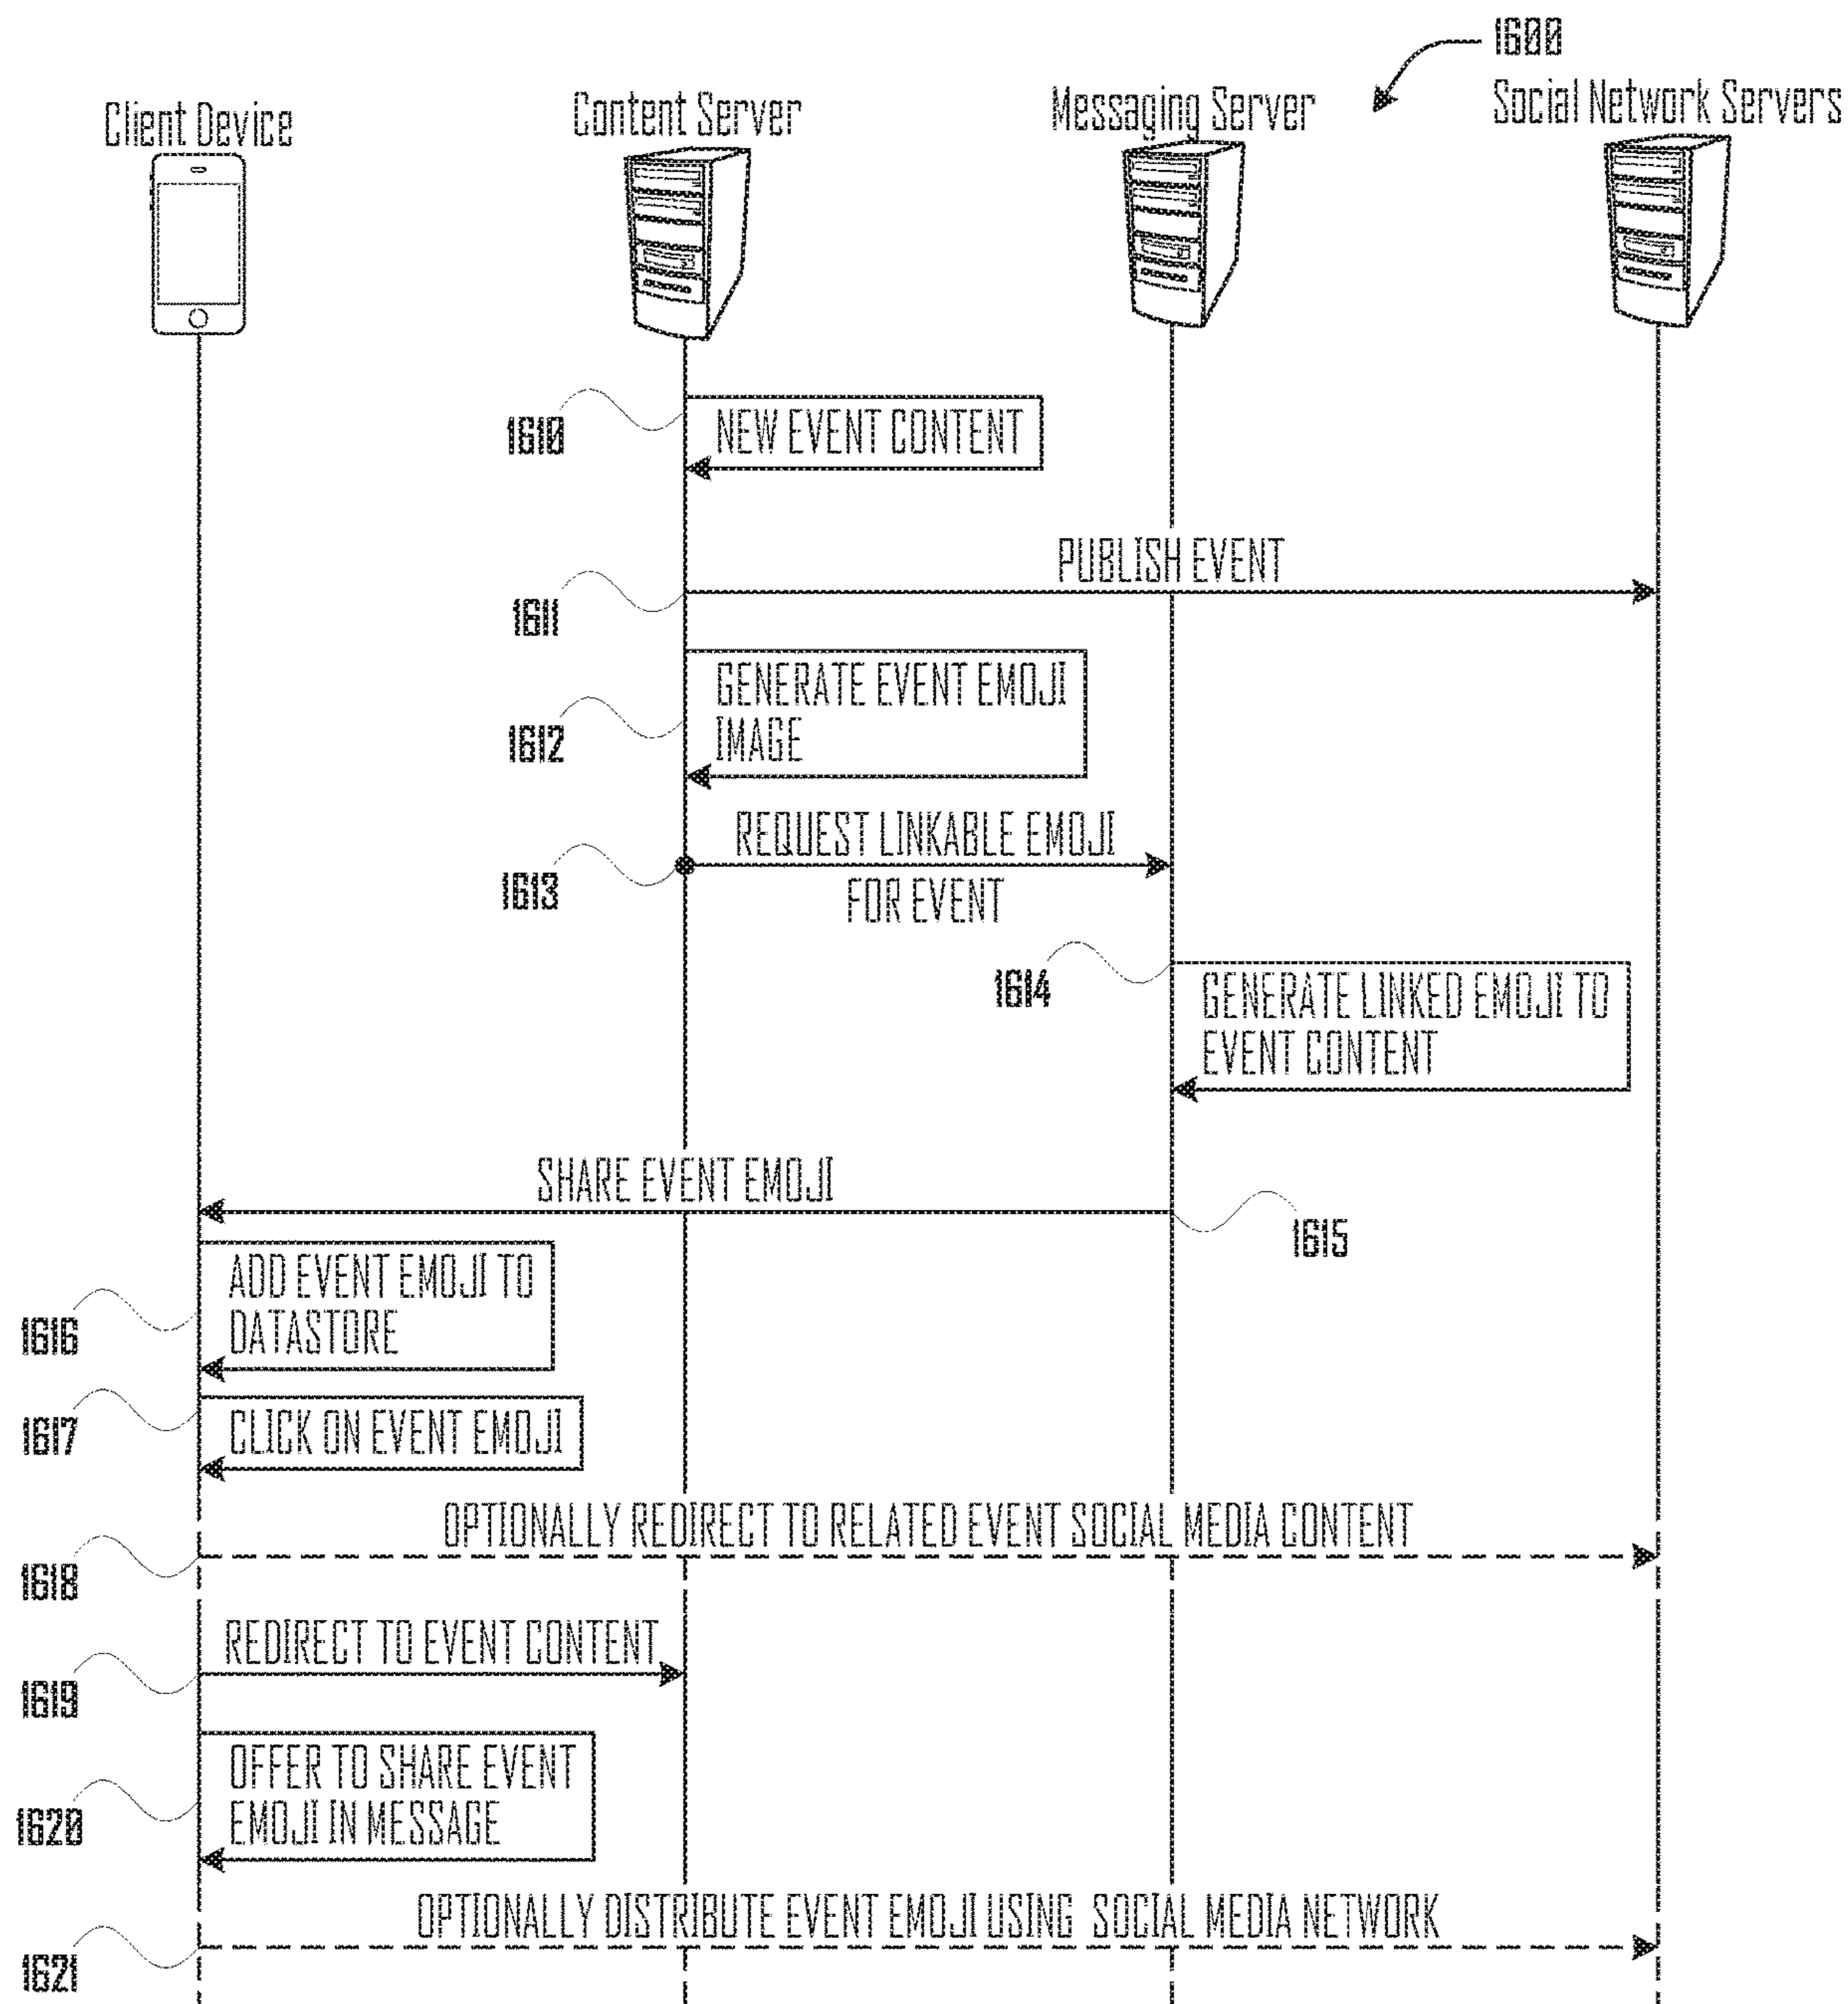 1600
Client Device
Content Server
Messaging Server
Social Network Servers
1610
NEW EVENT CONTENT
PUBLISH EVENT
1611
GENERATE EVENT EMOJI
IMAGE
1612
REQUEST LINKABLE EMOJI
FOR EVENT
1613
1614
GENERATE LINKED EMOJI TO
EVENT CONTENT
SHARE EVENT EMOJI
1615
ADD EVENT EMOJI TO
DATASTORE
1616
1617
CLICK ON EVENT EMOJI
OPTIONALLY REDIRECT TO RELATED EVENT SOCIAL MEDIA CONTENT
1618
REDIRECT TO EVENT CONTENT
1619
OFFER TO SHARE EVENT
EMOJI IN MESSAGE
1620
OPTIONALLY DISTRIBUTE EVENT EMOJI USING SOCIAL MEDIA NETWORK
1621